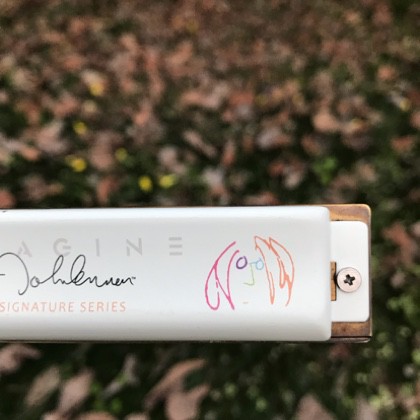 AGINE
John Lennon
SIGNATURE SERIES